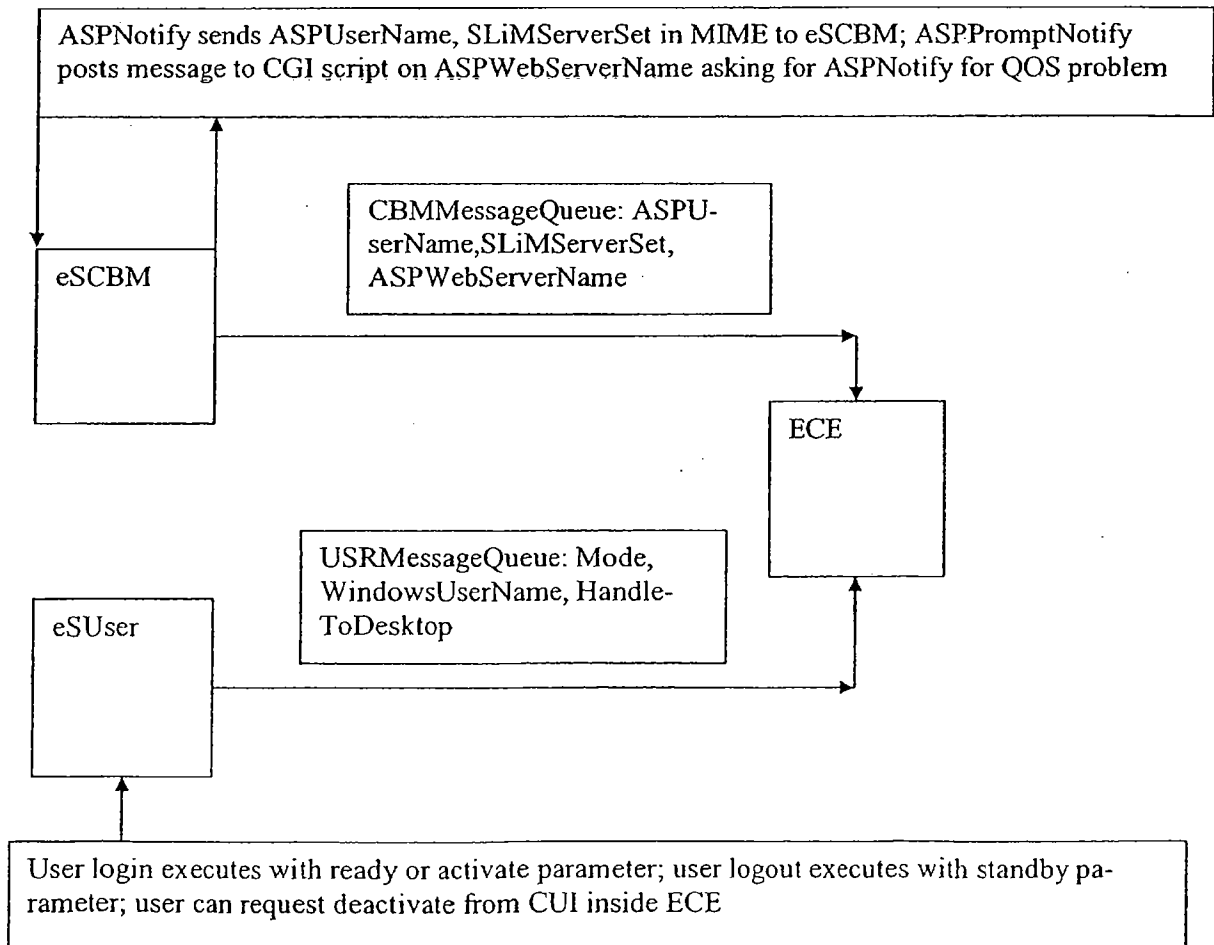 ASPNotify sends ASPUserName, SLiMServerSet in MIME to eSCBM; ASPPromptNotify
posts message to CGI script on ASPWebServerName asking for ASPNotify for QOS problem
CBMMessageQueue: ASPU-
serName,SLiMServerSet,
ASPWebServerName
eSCBM
ECE
USRMessageQueue: Mode,
WindowsUserName, Handle-
ToDesktop
eSUser
User login executes with ready or activate parameter; user logout executes with standby pa-
rameter; user can request deactivate from CUI inside ECE